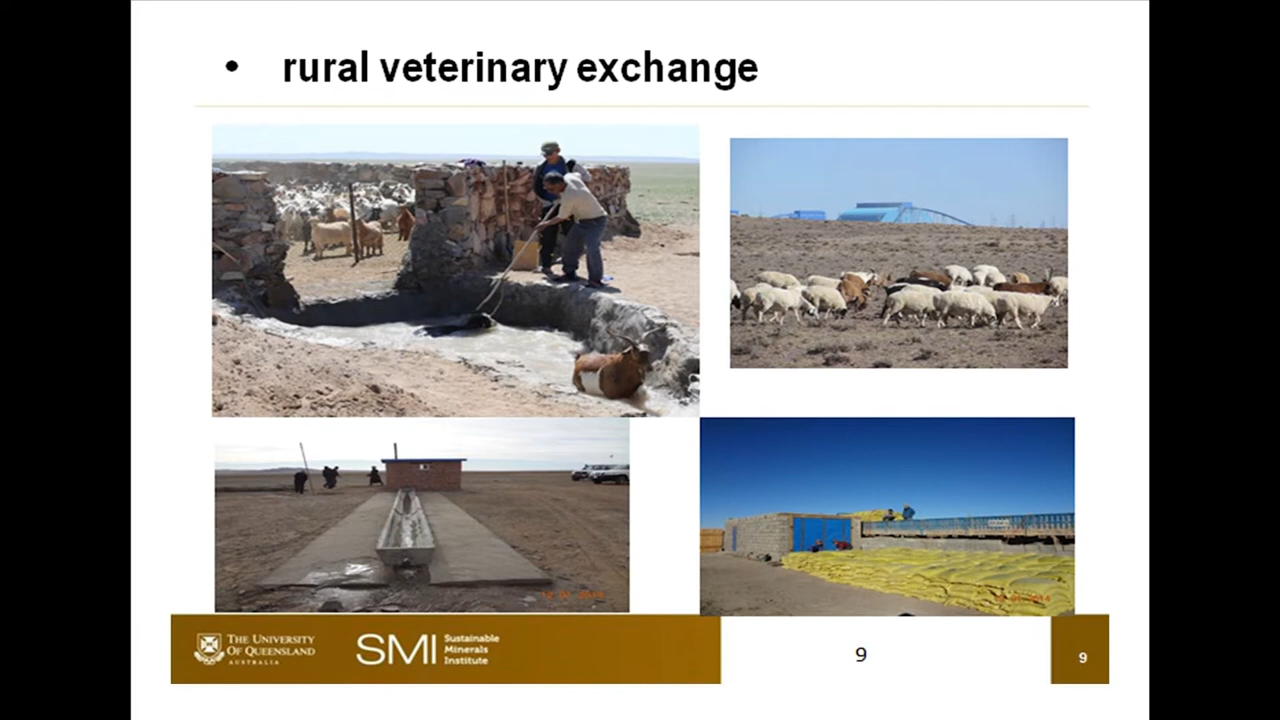 • rural veterinary exchange
THE UNIVERSITY
OF QUEENSLAND
AUSTRALIA
SMI
Sustainable
Minerals
Institute
9
9